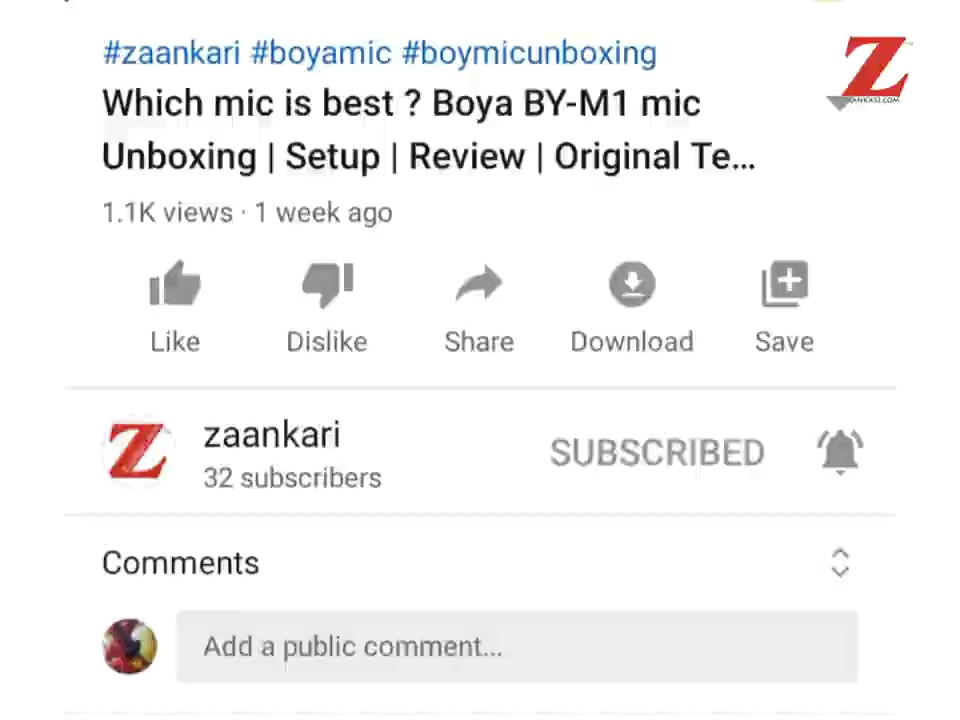 #zaankari #boyamic #boymicunboxing
Which mic is best ? Boya BY-M1 mic
Unboxing | Setup | Review | Original Te...
1.1K views · 1 week ago
Like Dislike Share Download Save
zaankari
32 subscribers
SUBSCRIBED
Comments
Add a public comment...